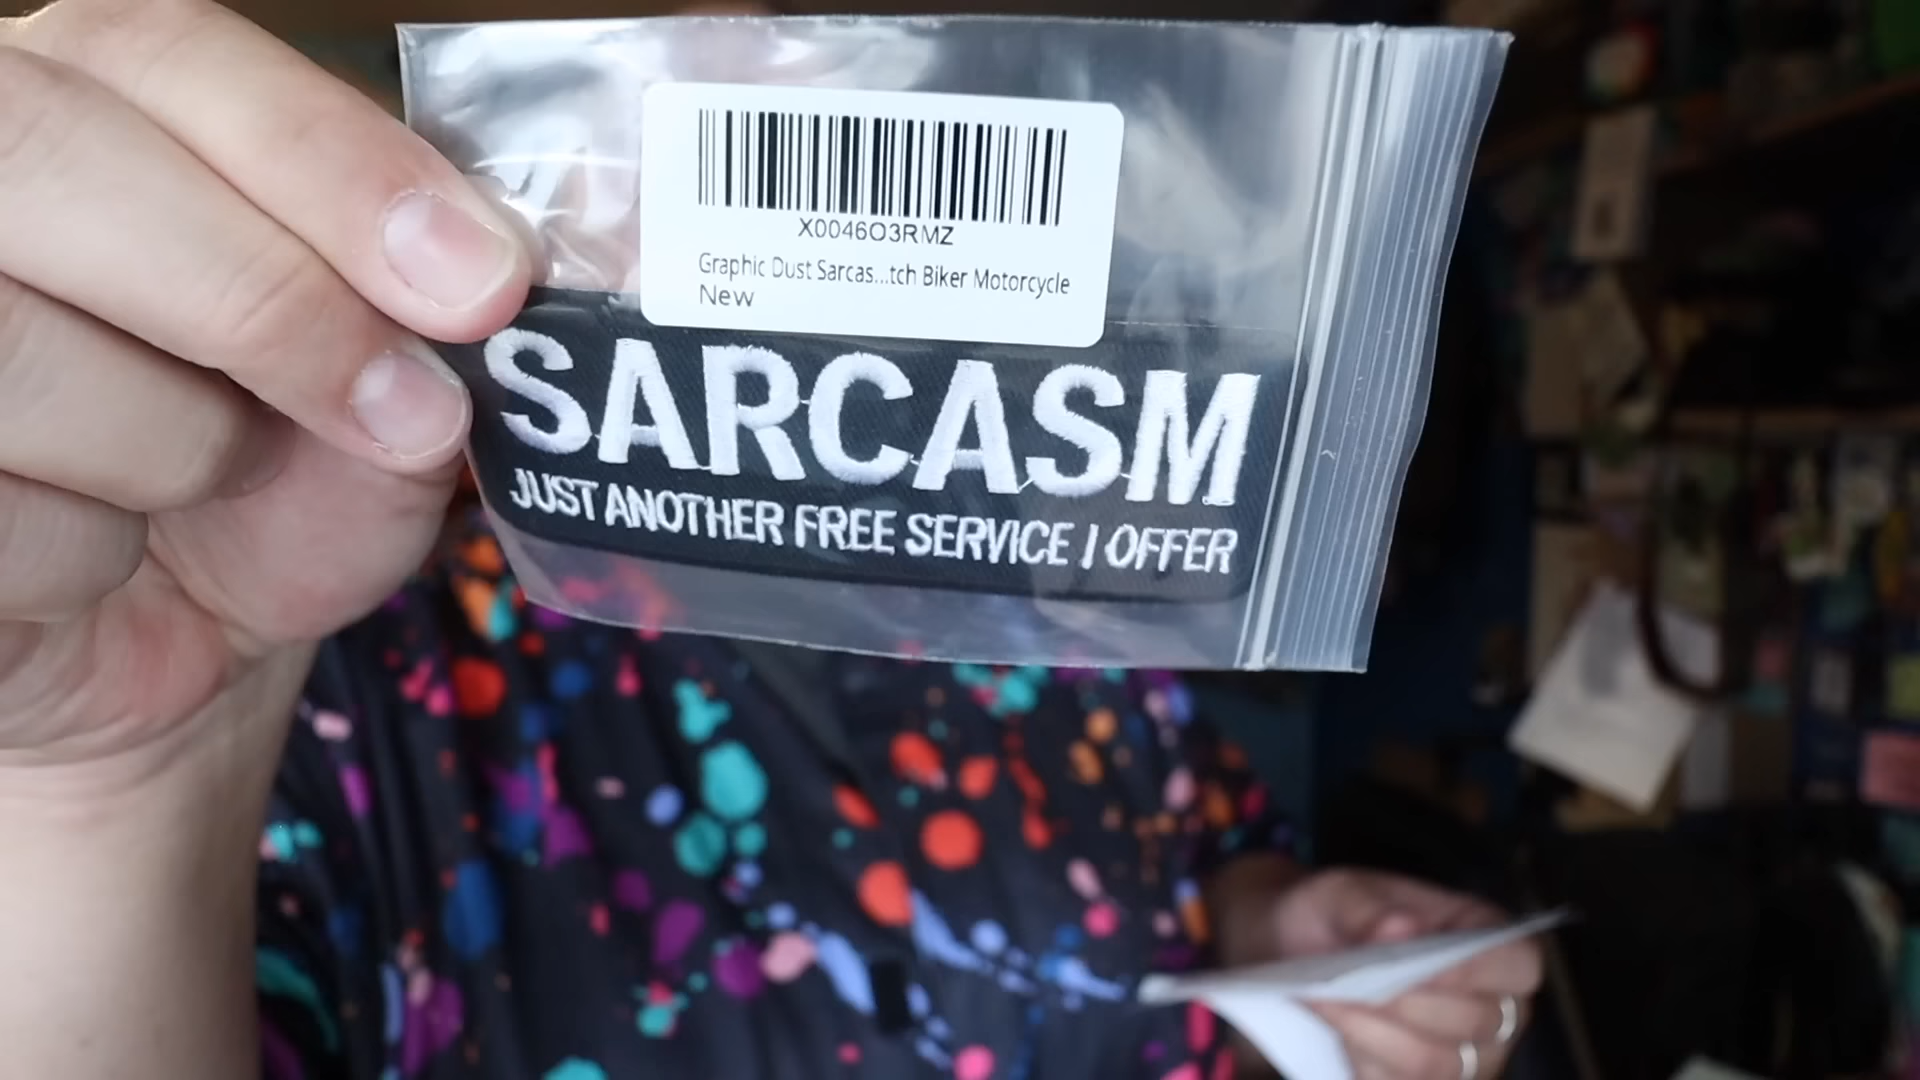 X0046O3RMZ
Graphic Dust Sarcas...tch Biker Motorcycle
New
SARCASM
JUST ANOTHER FREE SERVICE I OFFER